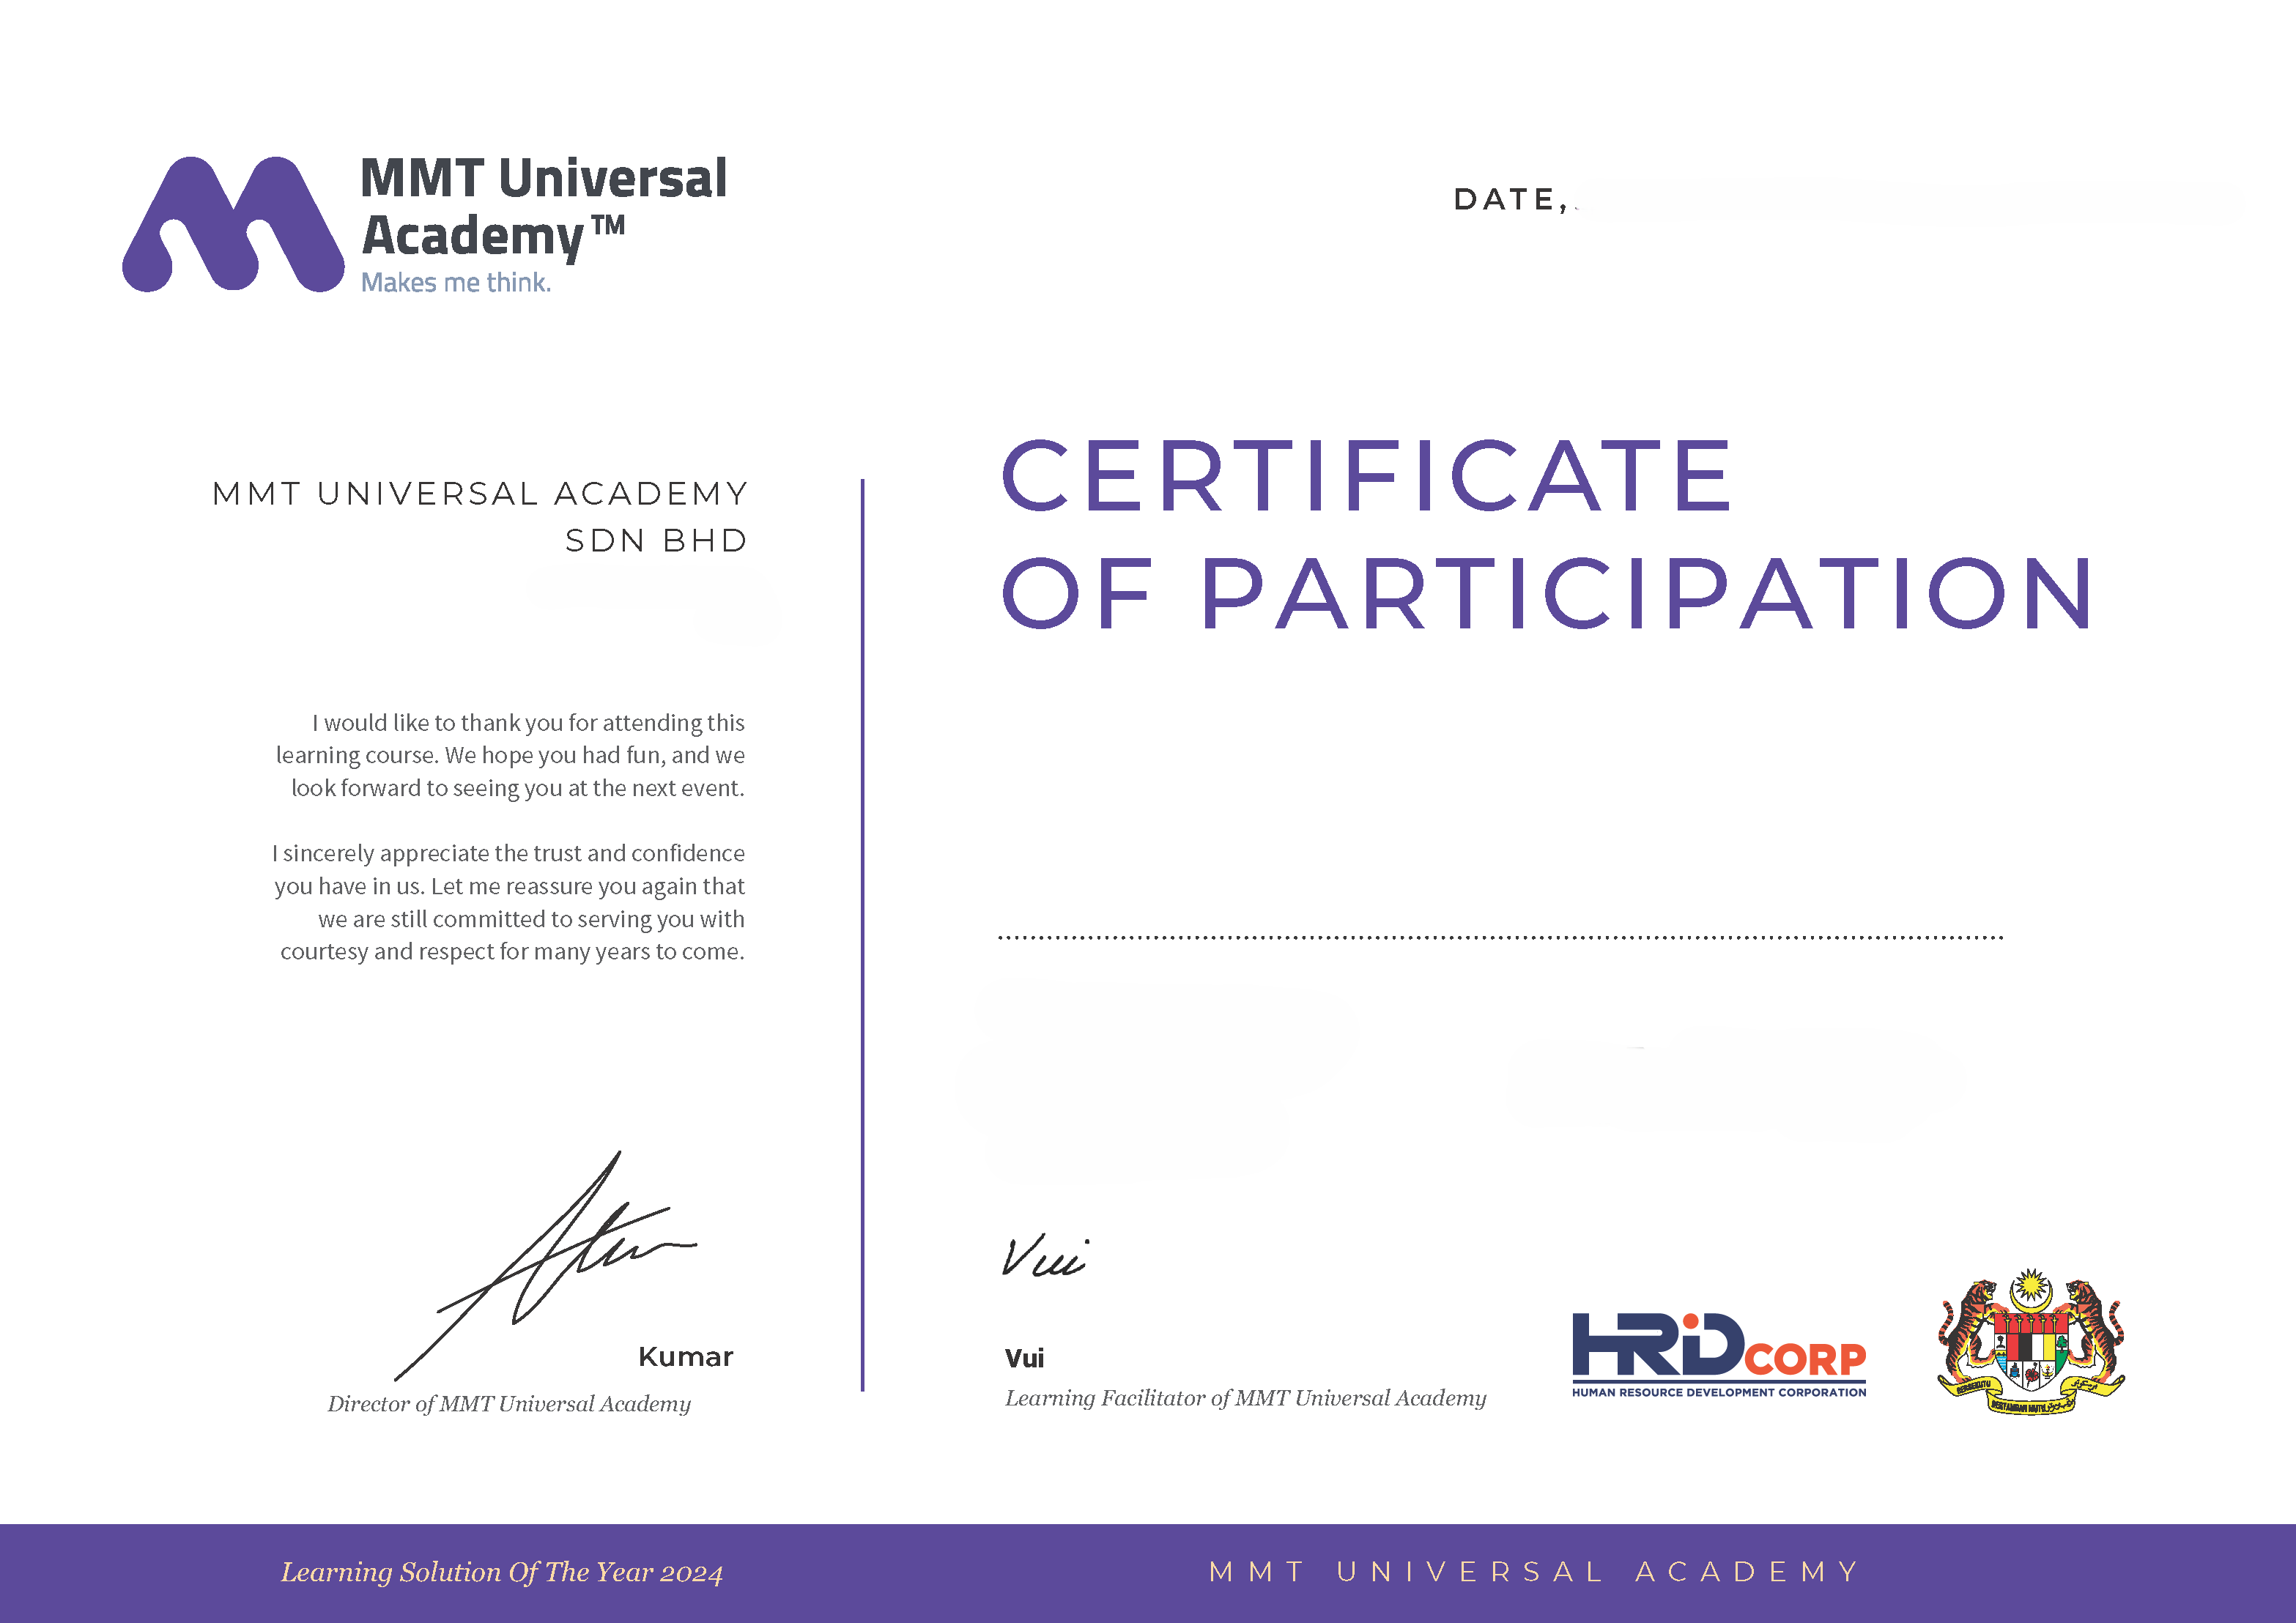 MMT Universal
Academy™
Makes me think.
DATE,
MMT UNIVERSAL ACADEMY
SDN BHD
I would like to thank you for attending this
learning course. We hope you had fun, and we
look forward to seeing you at the next event.
I sincerely appreciate the trust and confidence
you have in us. Let me reassure you again that
we are still committed to serving you with
courtesy and respect for many years to come.
Kumar
Director of MMT Universal Academy
CERTIFICATE
OF PARTICIPATION
Vui
Vui
Learning Facilitator of MMT Universal Academy
HRDCORP
HUMAN RESOURCE DEVELOPMENT CORPORATION
BERSEKUTU
BERTAMBAH MUTU
Learning Solution Of The Year 2024
MMT UNIVERSAL ACADEMY